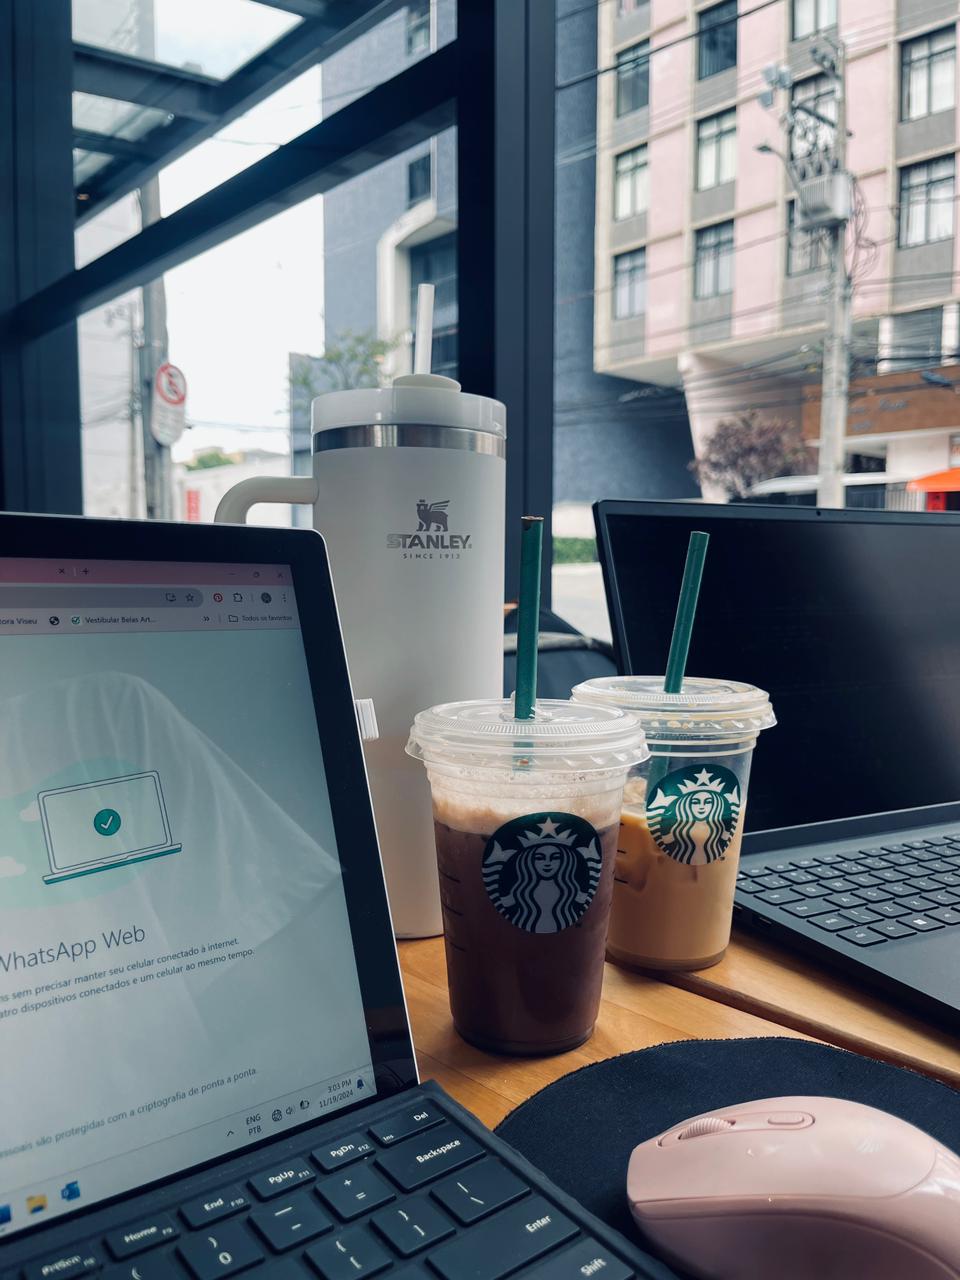 STANLEY
SINCE 1913
tora Viseu
Vestibular Belas Art...
»
Todos os favoritos
WhatsApp Web
ns sem precisar manter seu celular conectado à internet.
atro dispositivos conectados e um celular ao mesmo tempo.
essoais são protegidas com a criptografia de ponta a ponta.
ENG
PTB
3:03 PM
11/19/2024
PrtScn F8
Home F9
End F10
PgUp F11
PgDn F12
Ins
Del
) 0
_ -
+ =
Backspace
{ [
} ]
| \
Enter
Shift